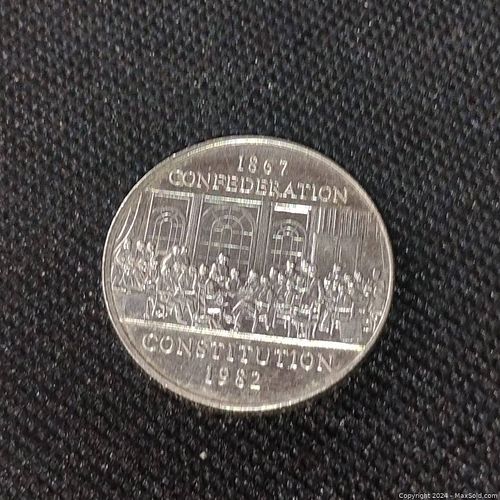 1867
CONFEDERATION
CONSTITUTION
1982
Copyright 2024 - MaxSold.com